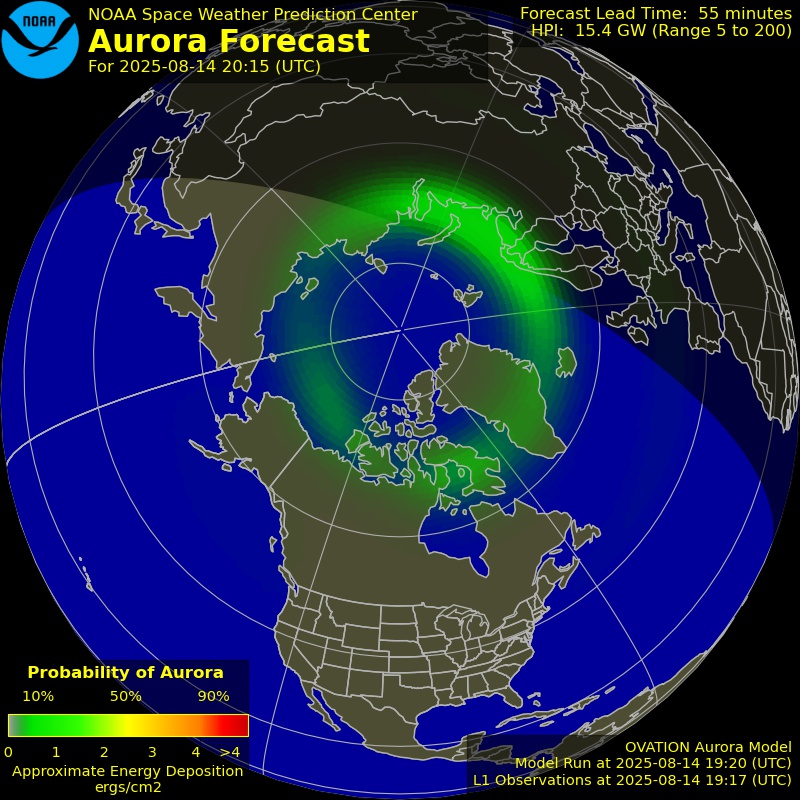 NOAA
NOAA Space Weather Prediction Center
Aurora Forecast
For 2025-08-14 20:15 (UTC)
Forecast Lead Time: 55 minutes
HPI: 15.4 GW (Range 5 to 200)
Probability of Aurora
10% 50% 90%
0 1 2 3 4 >4
Approximate Energy Deposition
ergs/cm2
OVATION Aurora Model
Model Run at 2025-08-14 19:20 (UTC)
L1 Observations at 2025-08-14 19:17 (UTC)